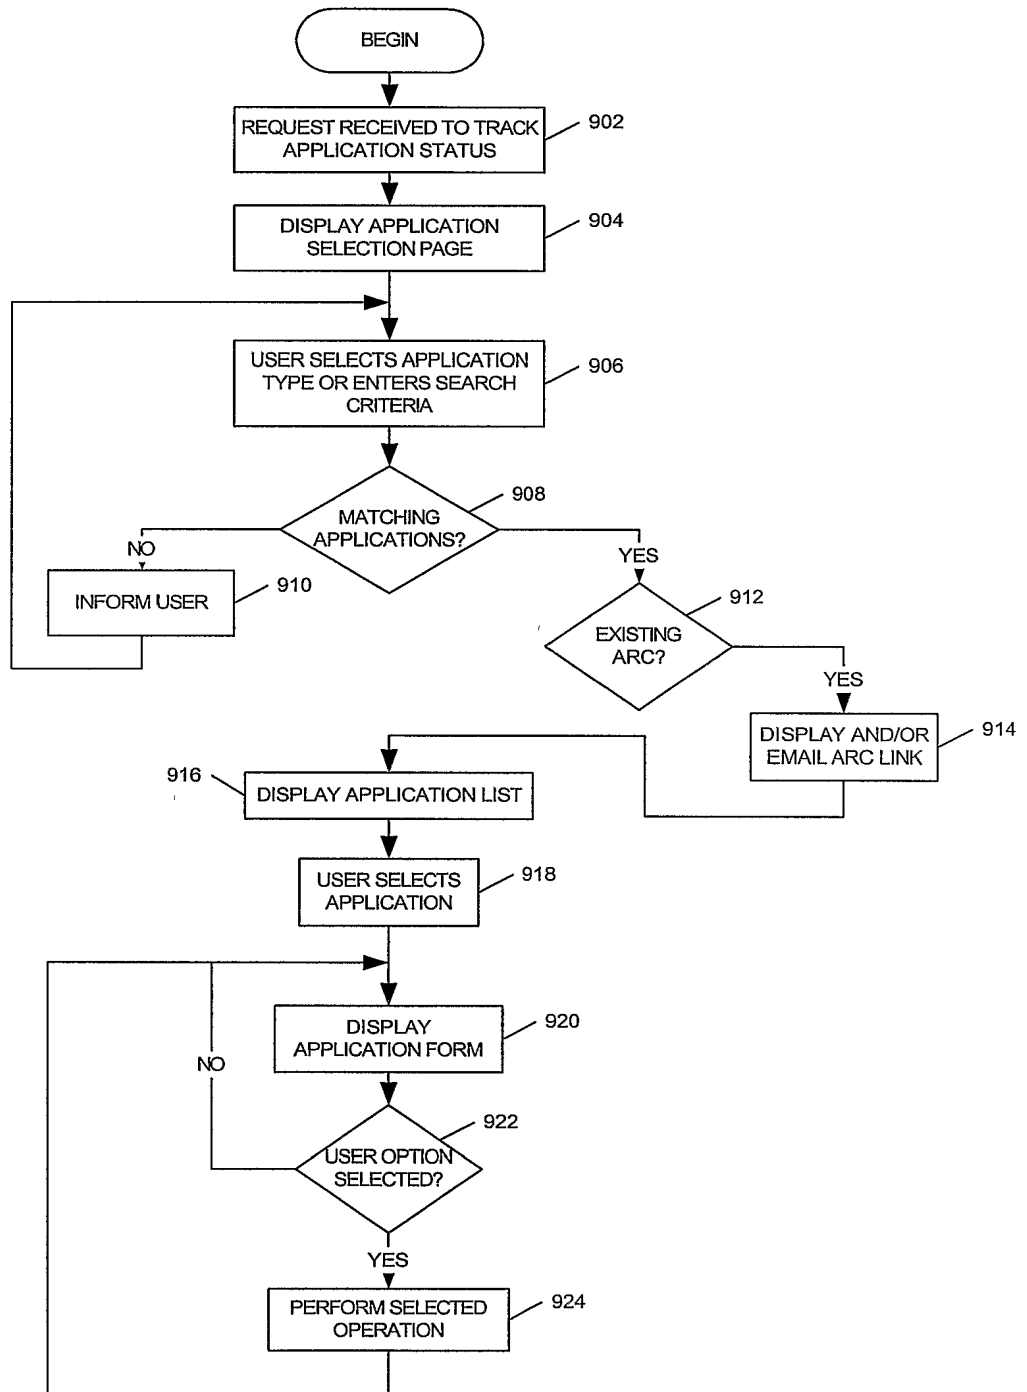 BEGIN
REQUEST RECEIVED TO TRACK
APPLICATION STATUS
902
DISPLAY APPLICATION
SELECTION PAGE
904
USER SELECTS APPLICATION
TYPE OR ENTERS SEARCH
CRITERIA
906
MATCHING
APPLICATIONS?
908
NO
YES
INFORM USER
910
EXISTING
ARC?
912
YES
DISPLAY AND/OR
EMAIL ARC LINK
914
916
DISPLAY APPLICATION LIST
USER SELECTS
APPLICATION
918
DISPLAY
APPLICATION FORM
920
NO
USER OPTION
SELECTED?
922
YES
PERFORM SELECTED
OPERATION
924